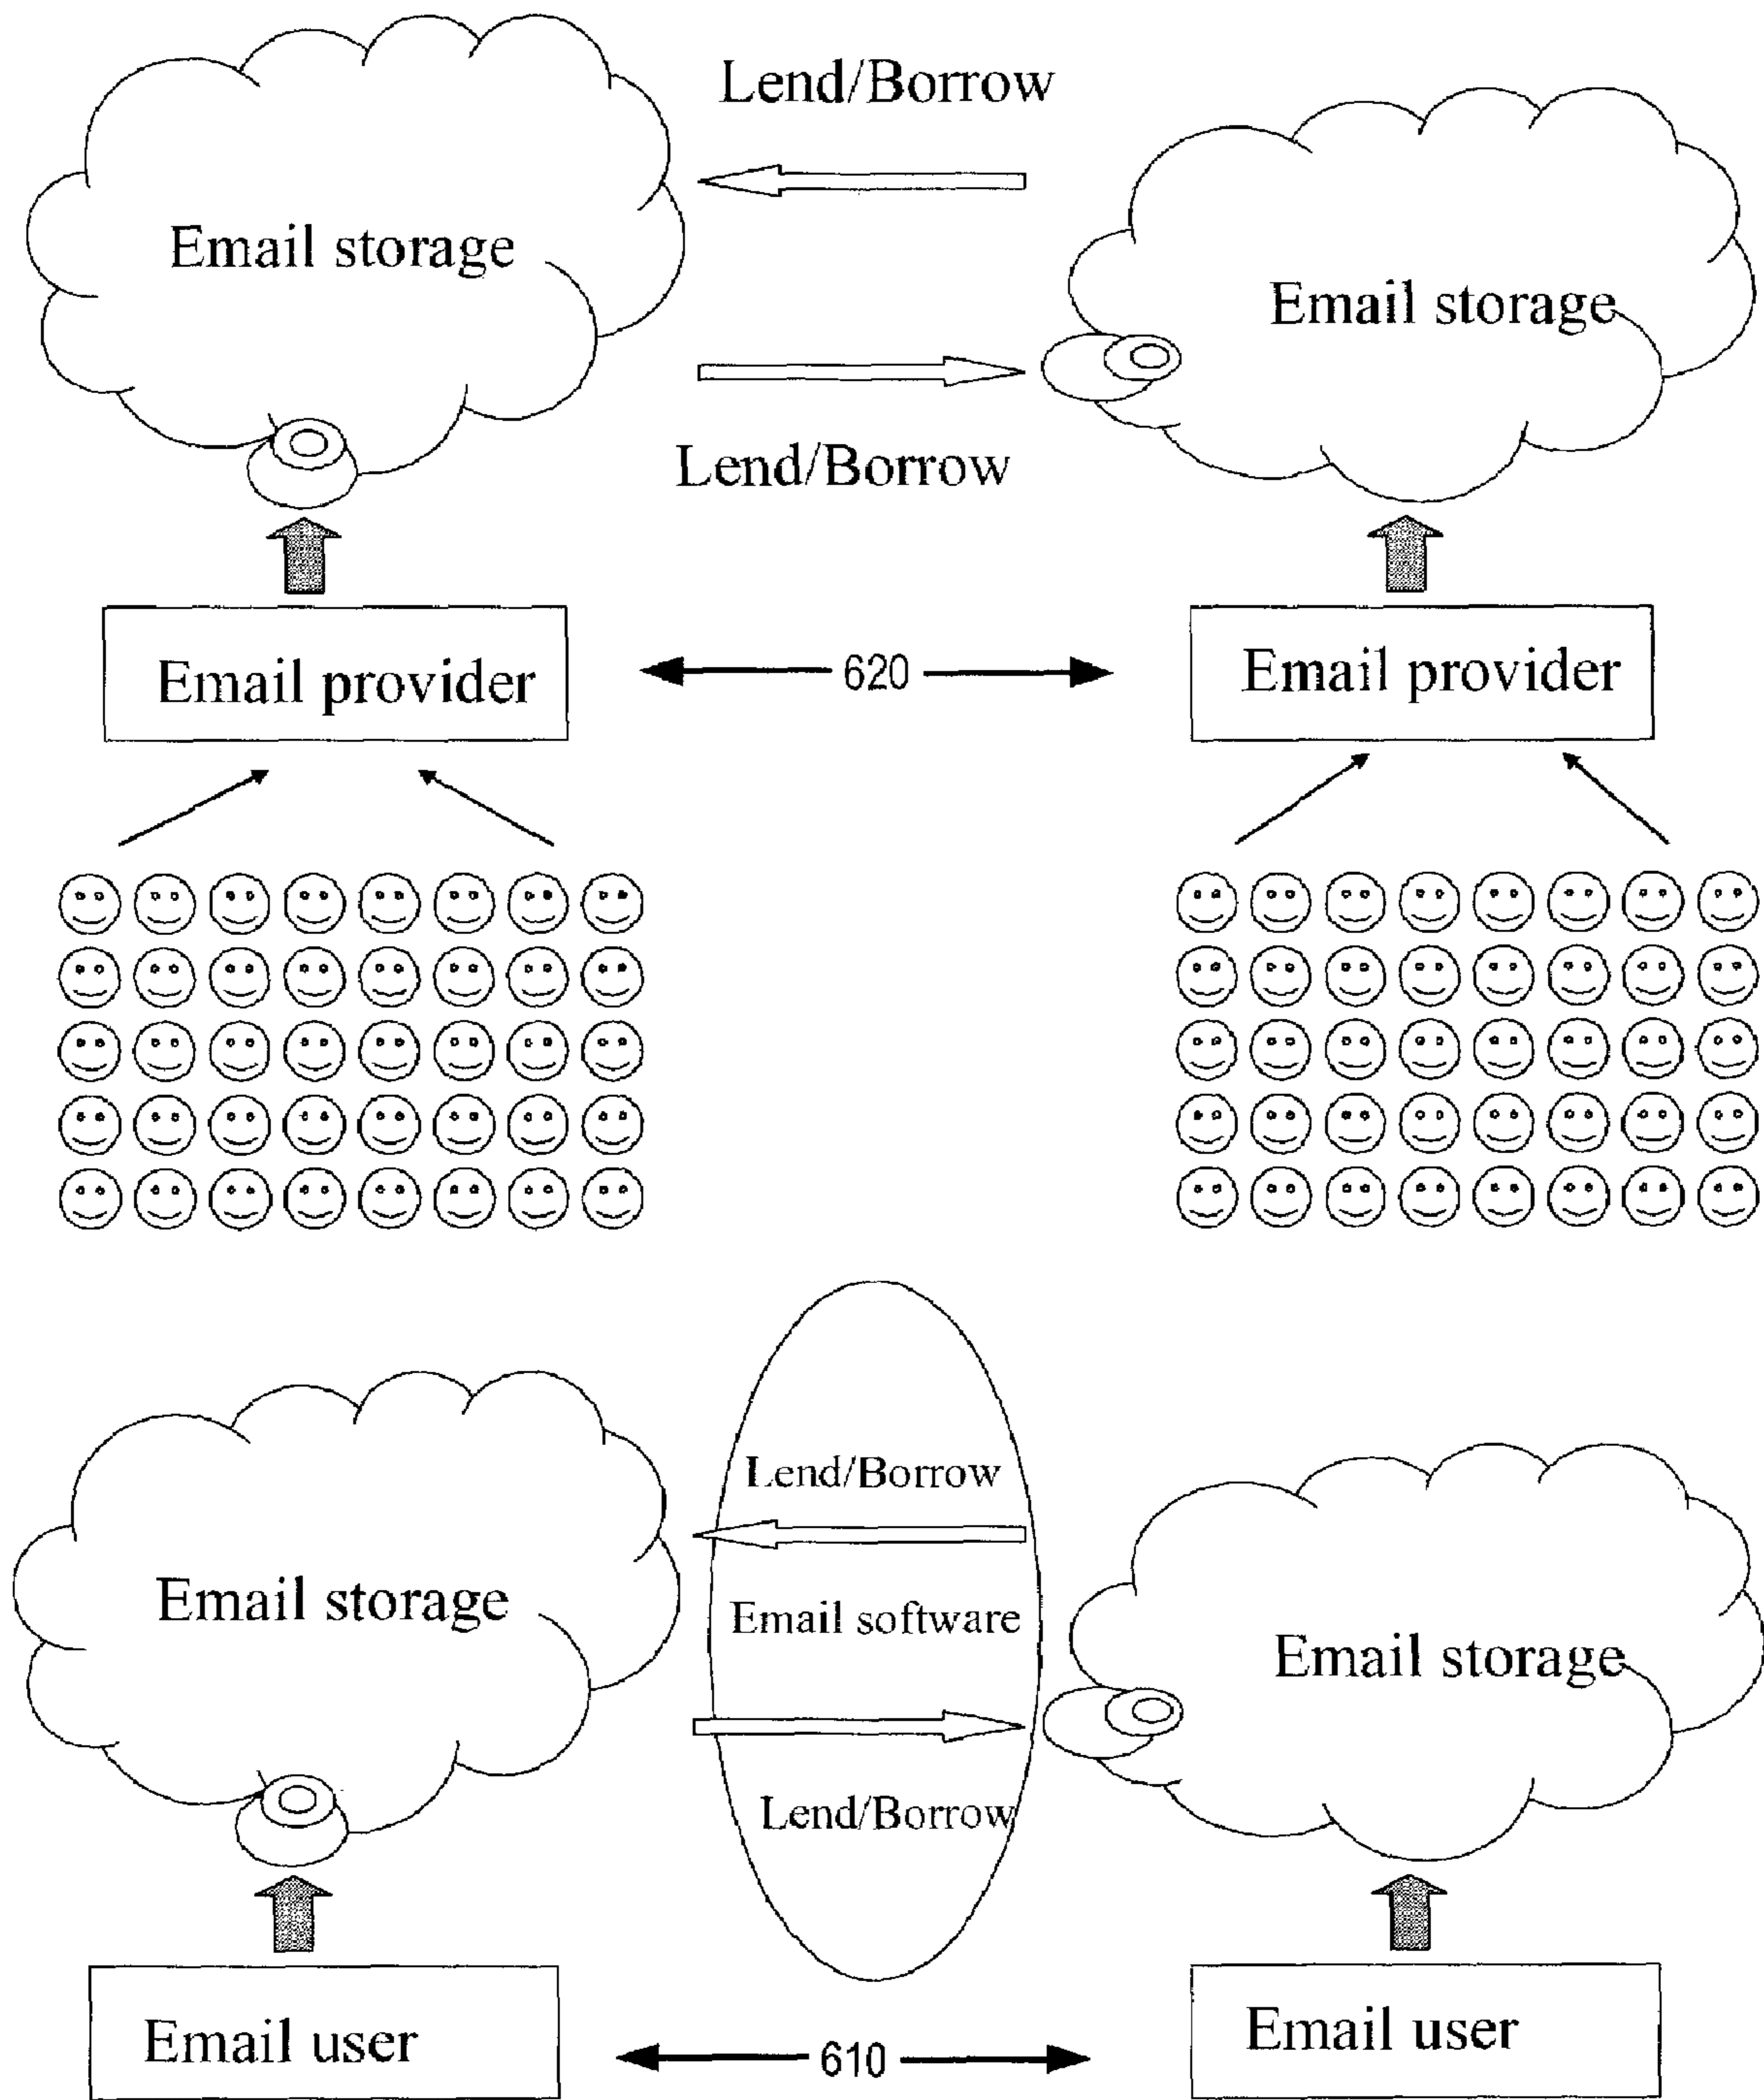 Lend/Borrow
Email storage
Email storage
Lend/Borrow
Email provider
620
Email provider
Lend/Borrow
Email storage
Email software
Email storage
Lend/Borrow
Email user
610
Email user